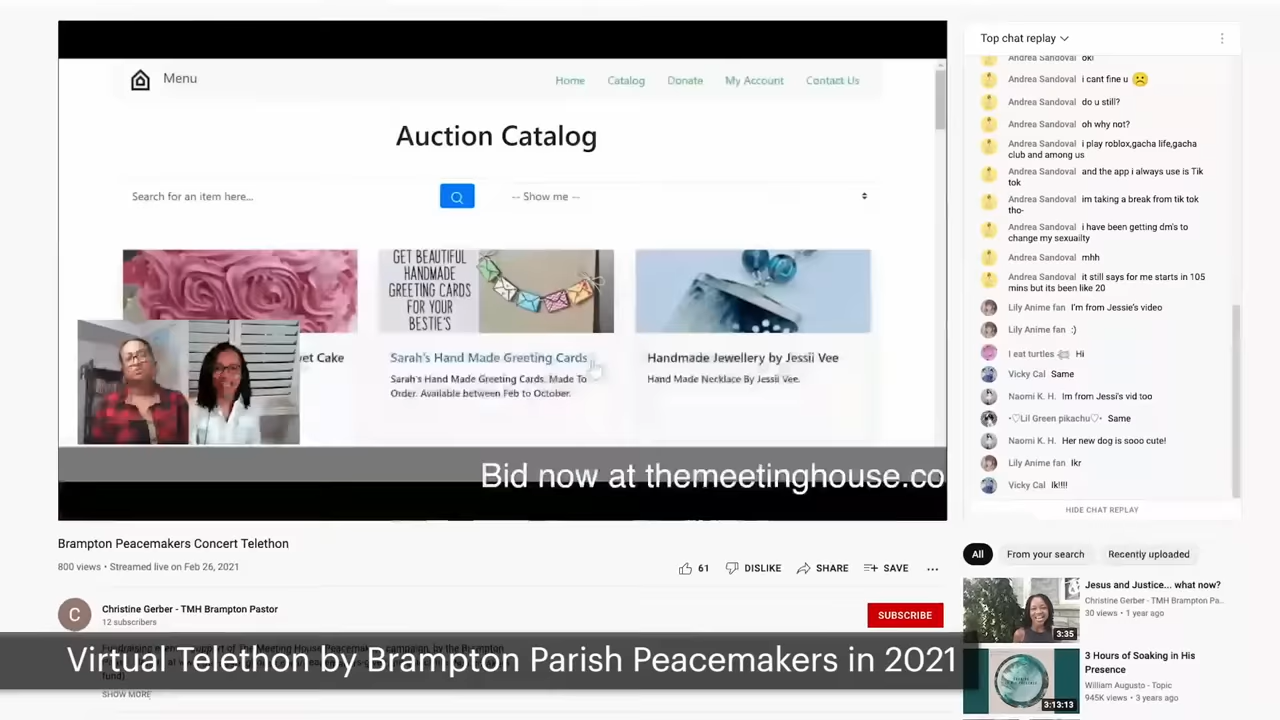 Menu
Home Catalog Donate My Account Contact Us
Auction Catalog
Search for an item here...
-- Show me --
GET BEAUTIFUL
HANDMADE
GREETING CARDS
FOR YOUR
BESTIE'S
Cake
Sarah's Hand Made Greeting Cards
Sarah's Hand Made Greeting Cards. Made To
Order. Available between Feb to October.
Handmade Jewellery by Jessii Vee
Hand Made Necklace By Jessii Vee.
Bid now at themeetinghouse.co
Brampton Peacemakers Concert Telethon
800 views • Streamed live on Feb 26, 2021
61 DISLIKE SHARE SAVE
C
Christine Gerber - TMH Brampton Pastor
12 subscribers
SUBSCRIBE
Virtual Telethon by Brampton Parish Peacemakers in 2021
fund)
SHOW MORE
Top chat replay
Andrea Sandoval ok!
Andrea Sandoval i cant fine u ☹️
Andrea Sandoval do u still?
Andrea Sandoval oh why not?
Andrea Sandoval i play roblox,gacha life,gacha
club and among us
Andrea Sandoval and the app i always use is Tik
tok
Andrea Sandoval im taking a break from tik tok
tho-
Andrea Sandoval i have been getting dm's to
change my sexuailty
Andrea Sandoval mhh
Andrea Sandoval it still says for me starts in 105
mins but its been like 20
Lily Anime fan I'm from Jessie's video
Lily Anime fan :)
I eat turtles 🐢 Hi
Vicky Cal Same
Naomi K. H. Im from Jessi's vid too
•♡Lil Green pikachu♡• Same
Naomi K. H. Her new dog is sooo cute!
Lily Anime fan Ikr
Vicky Cal Ik!!!!
HIDE CHAT REPLAY
All From your search Recently uploaded
Jesus and Justice... what now?
Christine Gerber - TMH Brampton Pa...
30 views • 1 year ago
3:35
3 Hours of Soaking in His
Presence
William Augusto - Topic
945K views • 3 years ago
3:13:13